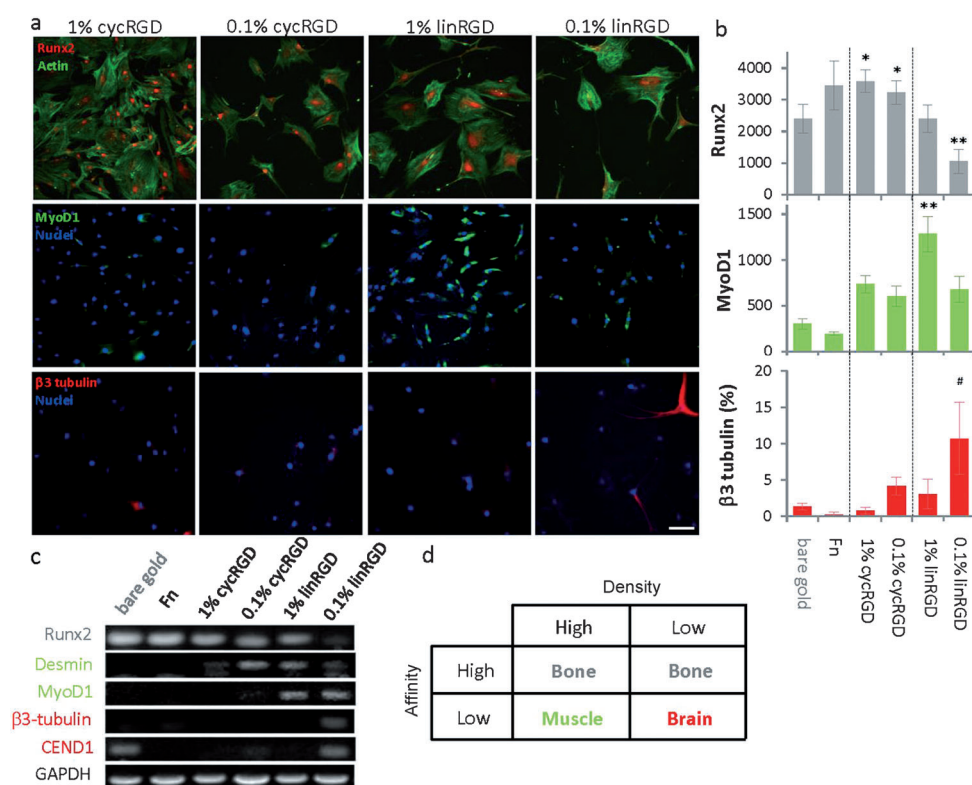 a
1% cycRGD 0.1% cycRGD 1% linRGD 0.1% linRGD
Runx2
Actin
MyoD1
Nuclei
β3 tubulin
Nuclei
b
Runx2
4000
3000
2000
1000
0
* * **
MyoD1
1500
1000
500
0
**
β3 tubulin (%)
20
15
10
5
0
#
bare gold
Fn
1% cycRGD
0.1% cycRGD
1% linRGD
0.1% linRGD
c
bare gold
Fn
1% cycRGD
0.1% cycRGD
1% linRGD
0.1% linRGD
Runx2
Desmin
MyoD1
β3-tubulin
CEND1
GAPDH
d
Density
High Low
Affinity
High Bone Bone
Low Muscle Brain